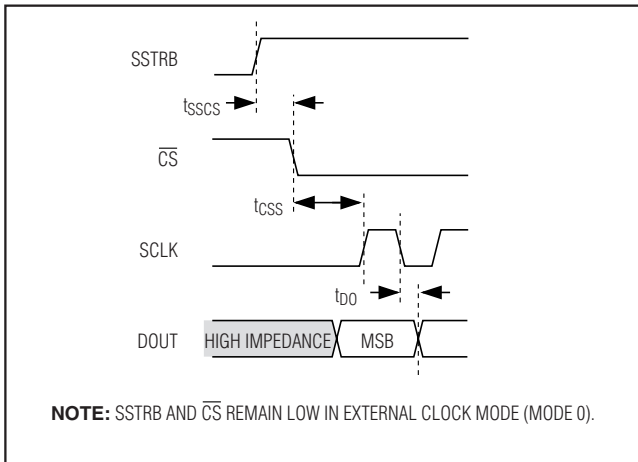 SSTRB
tSSCS
CS
tCSS
SCLK
tDO
DOUT HIGH IMPEDANCE MSB
NOTE: SSTRB AND CS REMAIN LOW IN EXTERNAL CLOCK MODE (MODE 0).